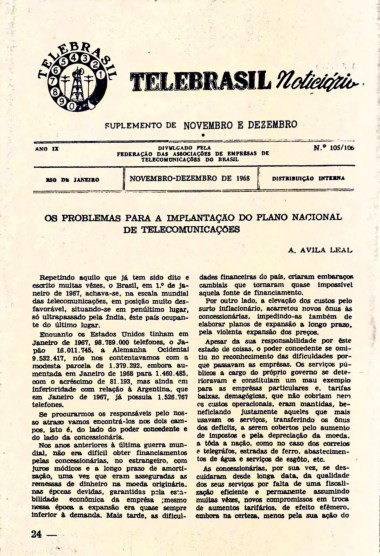 TELEBRASIL
TELEBRASIL Noticiário
SUPLEMENTO DE NOVEMBRO E DEZEMBRO
ANO IX
DIVULGADO PELA
FEDERAÇÃO DAS ASSOCIAÇÕES DE EMPRÊSAS DE
TELECOMUNICAÇÕES DO BRASIL
N.º 105/106
RIO DE JANEIRO
NOVEMBRO-DEZEMBRO DE 1968
DISTRIBUIÇÃO INTERNA
OS PROBLEMAS PARA A IMPLANTAÇÃO DO PLANO NACIONAL
DE TELECOMUNICAÇÕES
A. AVILA LEAL
Repetindo aquilo que já tem sido dito e
escrito muitas vêzes, o Brasil, em 1.º de ja-
neiro de 1967, achava-se, na escala mundial
das telecomunicações, em posição muito des-
favorável, situando-se em penúltimo lugar,
só ultrapassado pela Índia, êste país ocupan-
te do último lugar.
Enquanto os Estados Unidos tinham em
Janeiro de 1967, 98.789.000 telefones, o Ja-
pão 16.011.745, a Alemanha Ocidental
9.532.417, nós nos contentavamos com a
modesta parcela de 1.379.292, embora au-
mentada em Janeiro de 1968 para 1.460.485,
com o acréscimo de 81.193, mas ainda em
inferioridade com relação à Argentina, que
em Janeiro de 1967, já possuia 1.526.767
telefones.
Se procurarmos os responsáveis pelo nos-
so atraso vamos encontrá-los nos dois cam-
pos, isto é, do lado do poder concedente e
do lado da concessionária.
Nos anos anteriores à última guerra mun-
dial, não era difícil obter financiamentos
pelas concessionárias, no estrangeiro, com
juros módicos e a longo prazo de amorti-
zação, uma vez que eram asseguradas as
remessas de dinheiro na moeda originária,
nas épocas devidas, garantidas pela esta-
bilidade econômica da emprêsa ;mesmo
nossa época a expansão era quase sempre
inferior à demanda. Mais tarde, as dificul-
dades financeiras do país, criaram embaraços
cambiais que tornaram quase impossível
aquela fonte de financiamento.
Por outro lado, a elevação dos custos pelo
surto inflacionário, acarretou novos ônus às
concessionárias, impedindo-as também de
elaborar planos de expansão a longo prazo,
pela violenta expansão dos preços.
Apesar da sua responsabilidade por êste
estado de coisas, o poder concedente se omi-
tiu no reconhecimento das dificuldades por-
que passavam as emprêsas. Os serviços pú-
blicos a cargo do próprio governo se dete-
rioravam e constituiam um mau exemplo
para as emprêsas particulares e tarifas
baixas, demagógicas, que não cobriam nem
os custos operacionais, eram mantidas, be-
neficiando justamente aqueles que mais
usavam os serviços, transferindo os ônus
dos deficits, a serem cobertos pelo aumento
de impostos e pela depreciação da moeda,
a tôda a nação, como no caso dos correios
e telégrafos, estradas de ferro, abastecimen-
tos de água e serviços de esgôto, etc.
As concessionárias, por sua vez, se des-
cuidaram desde longa data, da qualidade
de seus serviços por falta de uma fiscali-
zação eficiente e permanente assumindo
muitas vêzes, novos compromissos em troca
de aumentos tarifários, de efeito efêmero,
embora na certeza, menos pela sua ação do
24 —